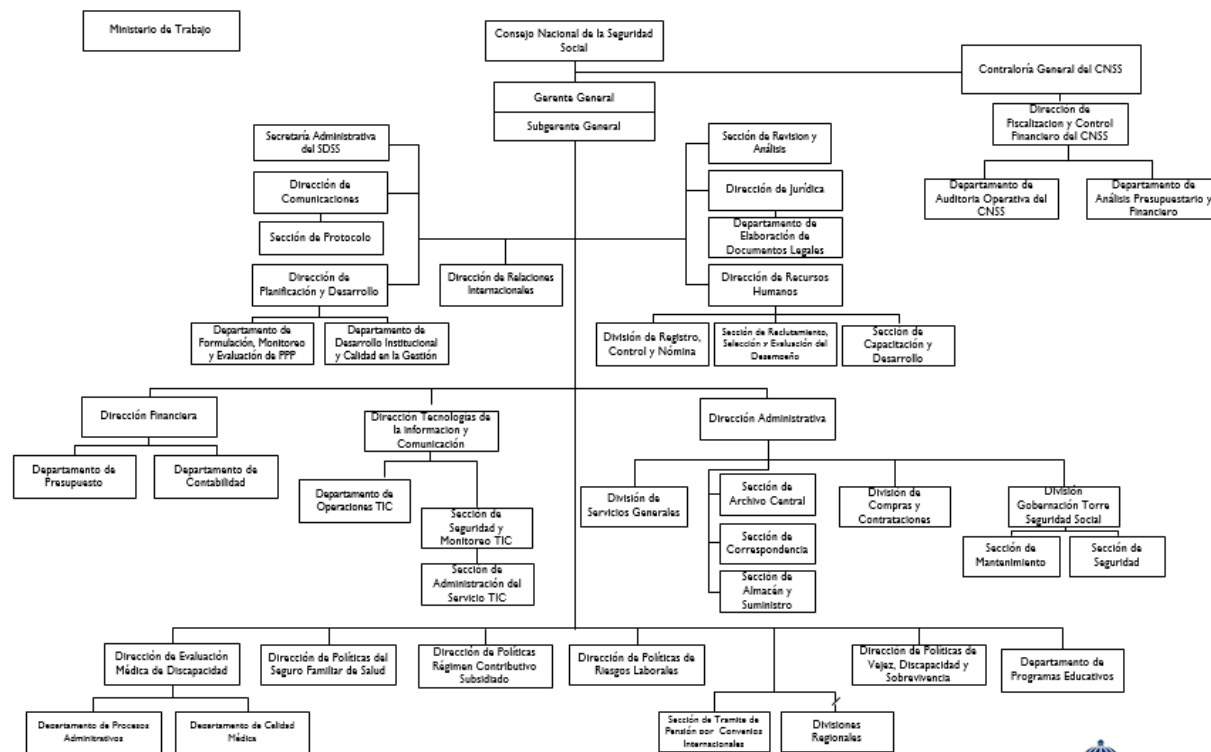 Ministerio de Trabajo
Consejo Nacional de la Seguridad
Social
Contraloría General del CNSS
Gerente General
Subgerente General
Dirección de
Fiscalizacion y Control
Financiero del CNSS
Departamento de
Auditoria Operativa del
CNSS
Departamento de
Análisis Presupuestario y
Financiero
Secretaría Administrativa
del SDSS
Dirección de
Comunicaciones
Sección de Protocolo
Dirección de
Planificación y Desarrollo
Departamento de
Formulación, Monitoreo
y Evaluación de PPP
Departamento de
Desarrollo Institucional
y Calidad en la Gestión
Dirección de Relaciones
Internacionales
Sección de Revision y
Análisis
Dirección de Jurídica
Departamento de
Elaboración de
Documentos Legales
Dirección de Recursos
Humanos
División de Registro,
Control y Nómina
Sección de Reclutamiento,
Selección y Evaluación del
Desempeño
Sección de
Capacitación y
Desarrollo
Dirección Financiera
Departamento de
Presupuesto
Departamento de
Contabilidad
Dirección Tecnologías de
la informacion y
Comunicación
Departamento de
Operaciones TIC
Sección de
Seguridad y
Monitoreo TIC
Sección de
Administración del
Servicio TIC
Dirección Administrativa
División de
Servicios Generales
Sección de
Archivo Central
Sección de
Correspondencia
Sección de
Almacén y
Suministro
División de
Compras y
Contrataciones
División
Gobernación Torre
Seguridad Social
Sección de
Mantenimiento
Sección de
Seguridad
Dirección de Evaluación
Médica de Discapacidad
Departamento de Procesos
Administrativos
Departamento de Calidad
Médica
Dirección de Políticas del
Seguro Familiar de Salud
Dirección de Políticas
Régimen Contributivo
Subsidiado
Dirección de Políticas de
Riesgos Laborales
Sección de Tramite de
Pensión por Convenios
Internacionales
Divisiones
Regionales
Dirección de Políticas de
Vejez, Discapacidad y
Sobrevivencia
Departamento de
Programas Educativos